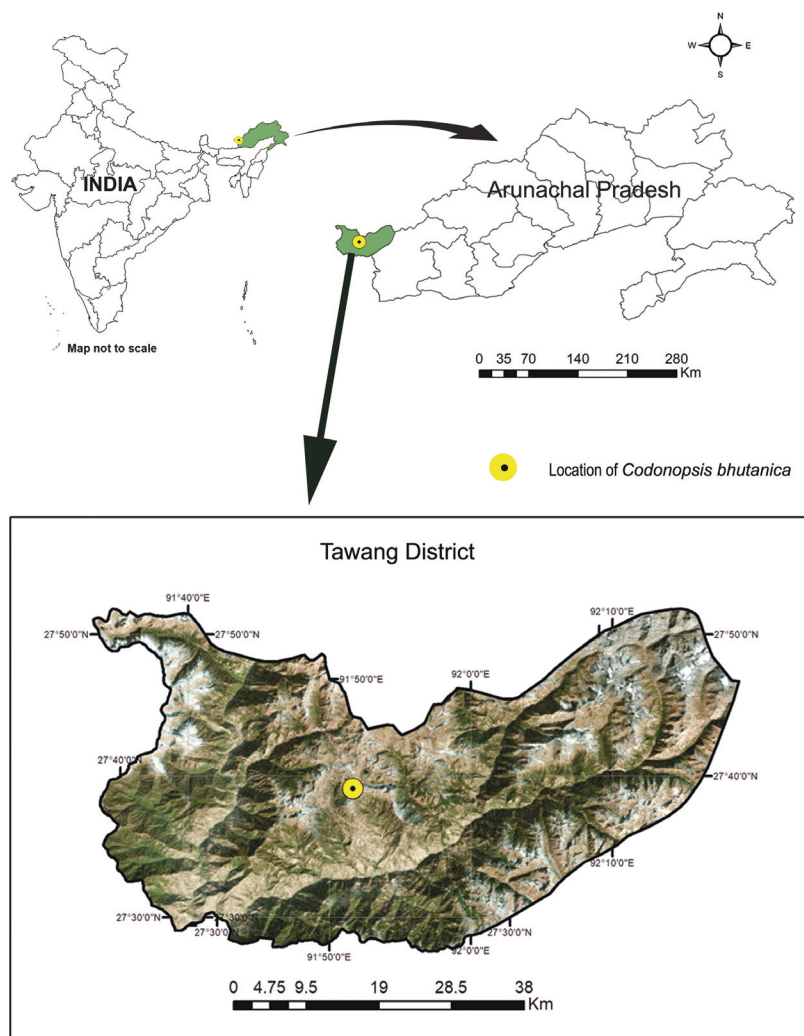 N
W E
S
INDIA
Arunachal Pradesh
Map not to scale
0 35 70 140 210 280
Km
Location of Codonopsis bhutanica
Tawang District
91°40'0"E
92°10'0"E
27°50'0"N 27°50'0"N 27°50'0"N
91°50'0"E 92°0'0"E
27°40'0"N 27°40'0"N
92°10'0"E
27°30'0"N 27°30'0"N 27°30'0"N
91°50'0"E 92°0'0"E
0 4.75 9.5 19 28.5 38
Km